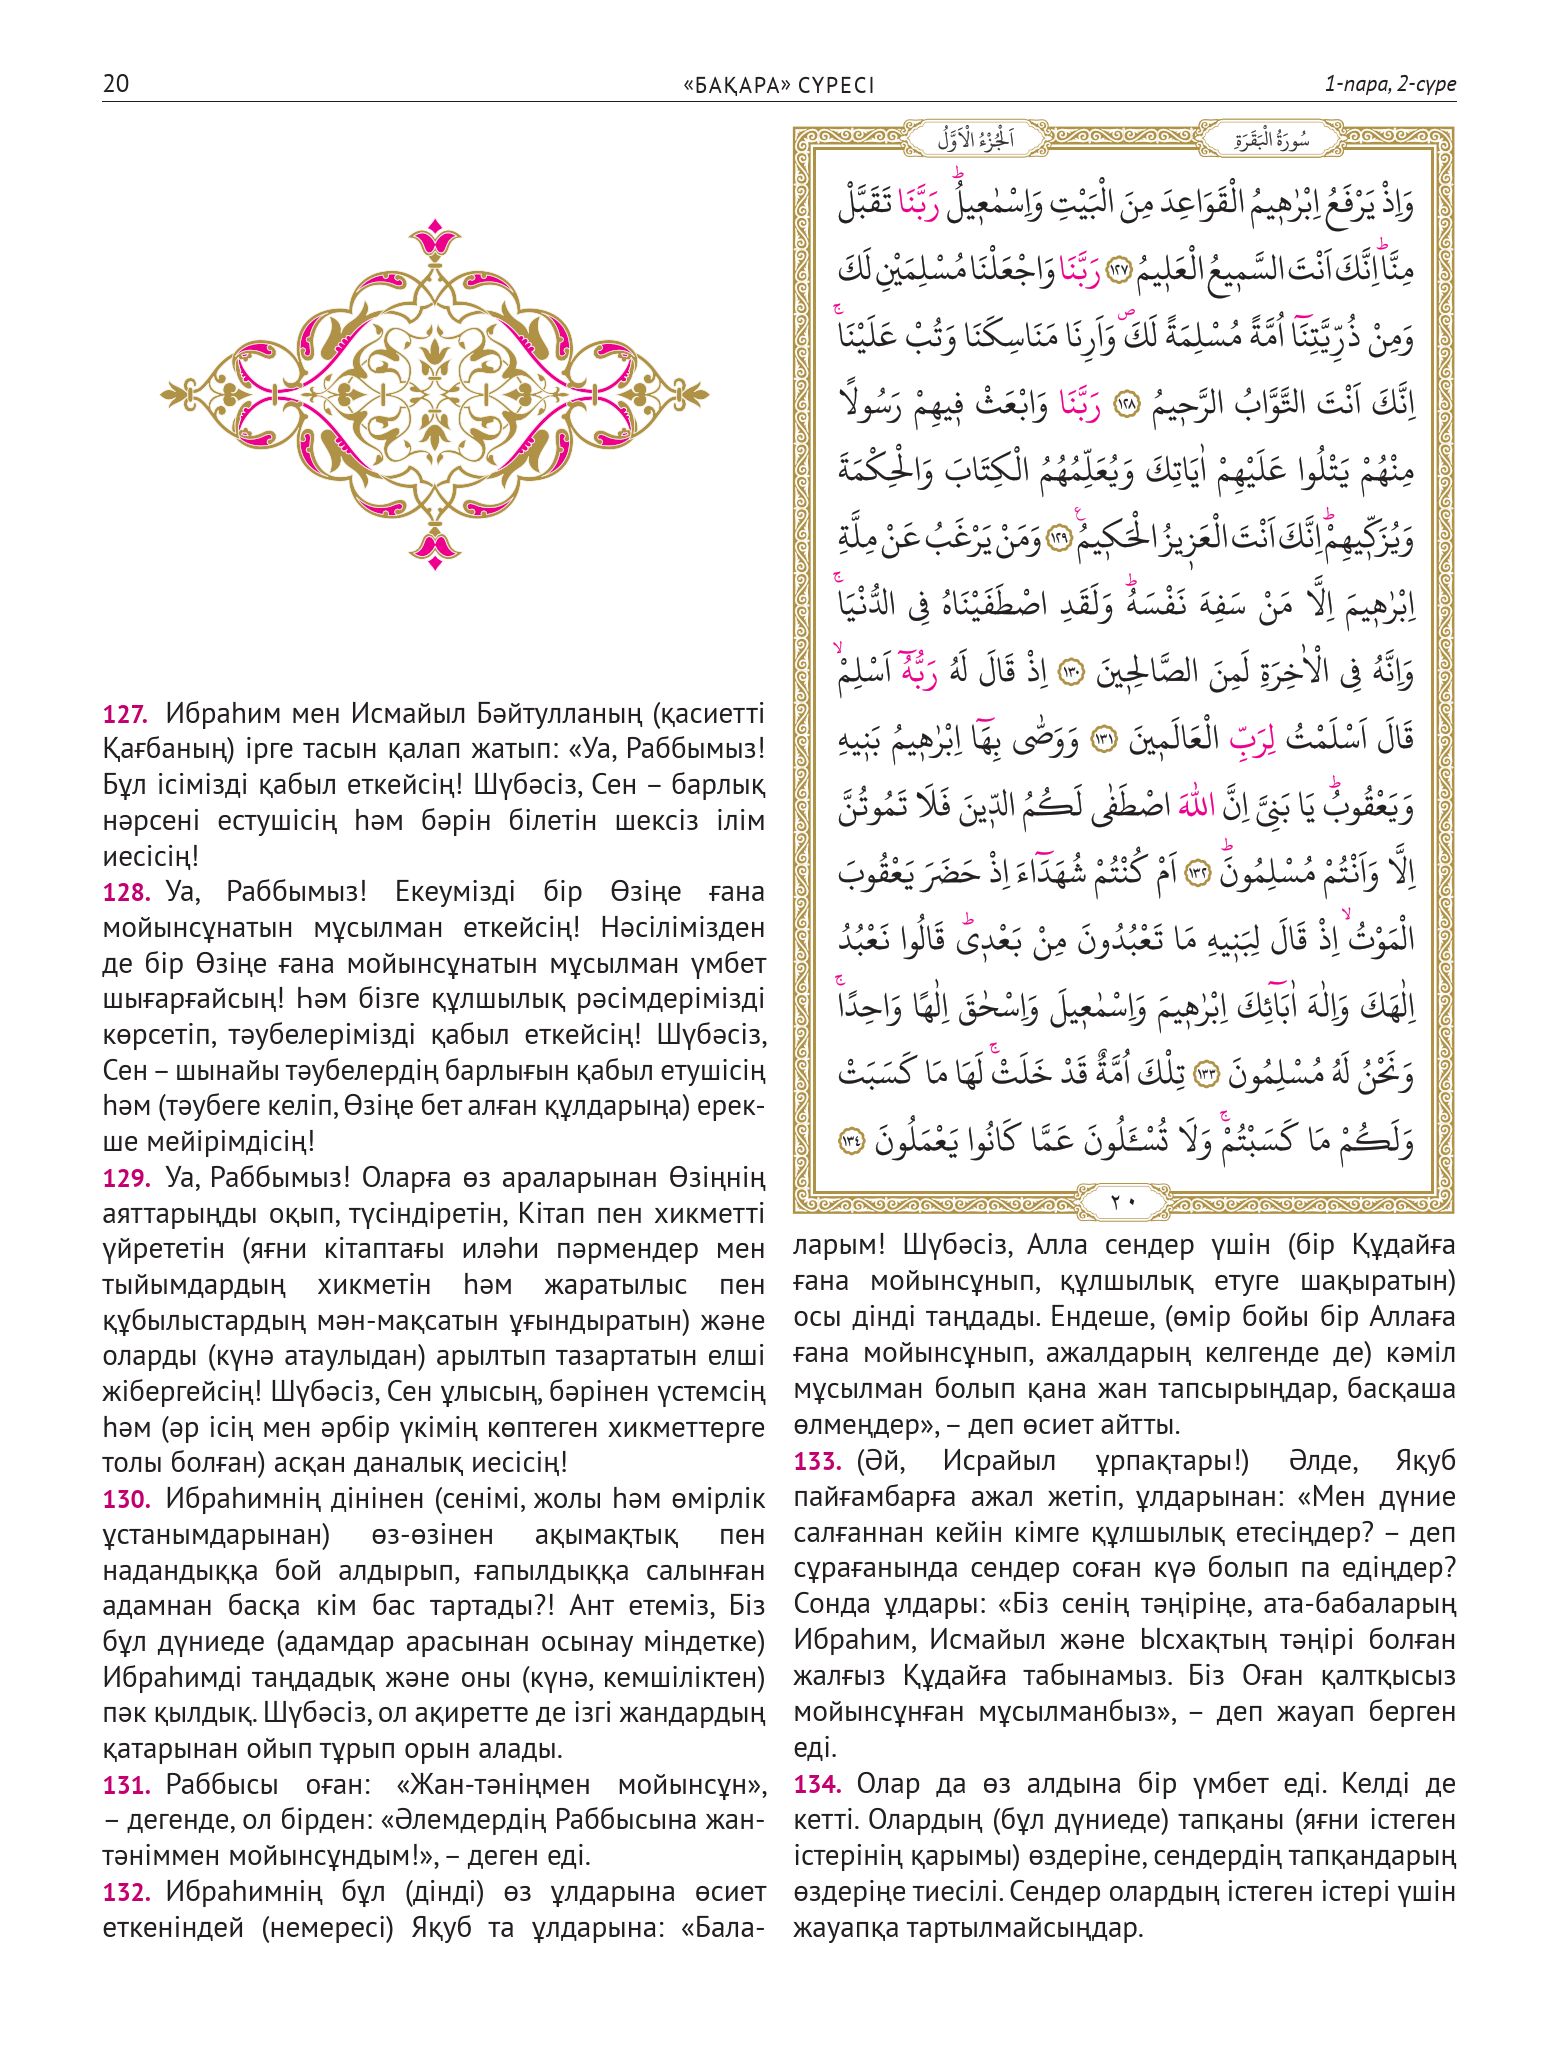 20
«БАҚАРА» СҮРЕСІ
1-пара, 2-сүре
127. Ибраһим мен Исмайыл Бәйтулланың (қасиетті
Қағбаның) ірге тасын қалап жатып: «Уа, Раббымыз!
Бұл ісімізді қабыл еткейсің! Шүбәсіз, Сен – барлық
нәрсені естушісің һәм бәрін білетін шексіз ілім
иесісің!
128. Уа, Раббымыз! Екеумізді бір Өзіңе ғана
мойынсұнатын мұсылман еткейсің! Нәсілімізден
де бір Өзіңе ғана мойынсұнатын мұсылман үмбет
шығарғайсың! Һәм бізге құлшылық рәсімдерімізді
көрсетіп, тәубелерімізді қабыл еткейсің! Шүбәсіз,
Сен – шынайы тәубелердің барлығын қабыл етушісің
һәм (тәубеге келіп, Өзіңе бет алған құлдарыңа) ерек-
ше мейірімдісің!
129. Уа, Раббымыз! Оларға өз араларынан Өзіңнің
аяттарыңды оқып, түсіндіретін, Кітап пен хикметті
үйрететін (яғни кітаптағы иләһи пәрмендер мен
тыйымдардың хикметін һәм жаратылыс пен
құбылыстардың мән-мақсатын ұғындыратын) және
оларды (күнә атаулыдан) арылтып тазартатын елші
жібергейсің! Шүбәсіз, Сен ұлысың, бәрінен үстемсің
һәм (әр ісің мен әрбір үкімің көптеген хикметтерге
толы болған) асқан даналық иесісің!
130. Ибраһимнің дінінен (сенімі, жолы һәм өмірлік
ұстанымдарынан) өз-өзінен ақымақтық пен
надандыққа бой алдырып, ғапылдыққа салынған
адамнан басқа кім бас тартады?! Ант етеміз, Біз
бұл дүниеде (адамдар арасынан осынау міндетке)
Ибраһимді таңдадық және оны (күнә, кемшіліктен)
пәк қылдық. Шүбәсіз, ол ақиретте де ізгі жандардың
қатарынан ойып тұрып орын алады.
131. Раббысы оған: «Жан-тәніңмен мойынсұн»,
– дегенде, ол бірден: «Әлемдердің Раббысына жан-
тәніммен мойынсұндым!», – деген еді.
132. Ибраһимнің бұл (дінді) өз ұлдарына өсиет
еткеніндей (немересі) Яқуб та ұлдарына: «Бала-
سُورَةُ الْبَقَرَةِ
اَلْجُزْءُ الْاَوَّلُ
وَاِذْ يَرْفَعُ اِبْرٰه۪يمُ الْقَوَاعِدَ مِنَ الْبَيْتِ وَاِسْمٰع۪يلُۜ رَبَّنَا تَقَبَّلْ
مِنَّاۜ اِنَّكَ اَنْتَ السَّم۪يعُ الْعَل۪يمُ ﴿١٢٧﴾ رَبَّنَا وَاجْعَلْنَا مُسْلِمَيْنِ لَكَ
وَمِنْ ذُرِّيَّتِنَٓا اُمَّةً مُسْلِمَةً لَكَۖ وَاَرِنَا مَنَاسِكَنَا وَتُبْ عَلَيْنَاۚ
اِنَّكَ اَنْتَ التَّوَّابُ الرَّح۪يمُ ﴿١٢٨﴾ رَبَّنَا وَابْعَثْ ف۪يهِمْ رَسُولًا
مِنْهُمْ يَتْلُوا عَلَيْهِمْ اٰيَاتِكَ وَيُعَلِّمُهُمُ الْكِتَابَ وَالْحِكْمَةَ
وَيُزَكّ۪يهِمْۜ اِنَّكَ اَنْتَ الْعَز۪يزُ الْحَك۪يمُ۟ ﴿١٢٩﴾ وَمَنْ يَرْغَبُ عَنْ مِلَّةِ
اِبْرٰه۪يمَ اِلَّا مَنْ سَفِهَ نَفْسَهُۜ وَلَقَدِ اصْطَفَيْنَاهُ فِي الدُّنْيَاۚ
وَاِنَّهُ فِي الْاٰخِرَةِ لَمِنَ الصَّالِح۪ينَ ﴿١٣٠﴾ اِذْ قَالَ لَهُ رَبُّهُٓ اَسْلِمْۙ
قَالَ اَسْلَمْتُ لِرَبِّ الْعَالَم۪ينَ ﴿١٣١﴾ وَوَصّٰى بِهَٓا اِبْرٰه۪يمُ بَن۪يهِ
وَيَعْقُوبُۜ يَا بَنِيَّ اِنَّ اللّٰهَ اصْطَفٰى لَكُمُ الدّ۪ينَ فَلَا تَمُوتُنَّ
اِلَّا وَاَنْتُمْ مُسْلِمُونَۜ ﴿١٣٢﴾ اَمْ كُنْتُمْ شُهَدَٓاءَ اِذْ حَضَرَ يَعْقُوبَ
الْمَوْتُۙ اِذْ قَالَ لِبَن۪يهِ مَا تَعْبُدُونَ مِنْ بَعْد۪يۜ قَالُوا نَعْبُدُ
اِلٰهَكَ وَاِلٰهَ اٰبَٓائِكَ اِبْرٰه۪يمَ وَاِسْمٰع۪يلَ وَاِسْحٰقَ اِلٰهًا وَاحِدًاۚ
وَنَحْنُ لَهُ مُسْلِمُونَ ﴿١٣٣﴾ تِلْكَ اُمَّةٌ قَدْ خَلَتْۚ لَهَا مَا كَسَبَتْ
وَلَكُمْ مَا كَسَبْتُمْۚ وَلَا تُسْـَٔلُونَ عَمَّا كَانُوا يَعْمَلُونَ ﴿١٣٤﴾
٢٠
ларым! Шүбәсіз, Алла сендер үшін (бір Құдайға
ғана мойынсұнып, құлшылық етуге шақыратын)
осы дінді таңдады. Ендеше, (өмір бойы бір Аллаға
ғана мойынсұнып, ажалдарың келгенде де) кәміл
мұсылман болып қана жан тапсырыңдар, басқаша
өлмеңдер», – деп өсиет айтты.
133. (Әй, Исрайыл ұрпақтары!) Әлде, Яқуб
пайғамбарға ажал жетіп, ұлдарынан: «Мен дүние
салғаннан кейін кімге құлшылық етесіңдер? – деп
сұрағанында сендер соған куә болып па едіңдер?
Сонда ұлдары: «Біз сенің тәңіріңе, ата-бабаларың
Ибраһим, Исмайыл және Ысхақтың тәңірі болған
жалғыз Құдайға табынамыз. Біз Оған қалтқысыз
мойынсұнған мұсылманбыз», – деп жауап берген
еді.
134. Олар да өз алдына бір үмбет еді. Келді де
кетті. Олардың (бұл дүниеде) тапқаны (яғни істеген
істерінің қарымы) өздеріне, сендердің тапқандарың
өздеріңе тиесілі. Сендер олардың істеген істері үшін
жауапқа тартылмайсыңдар.